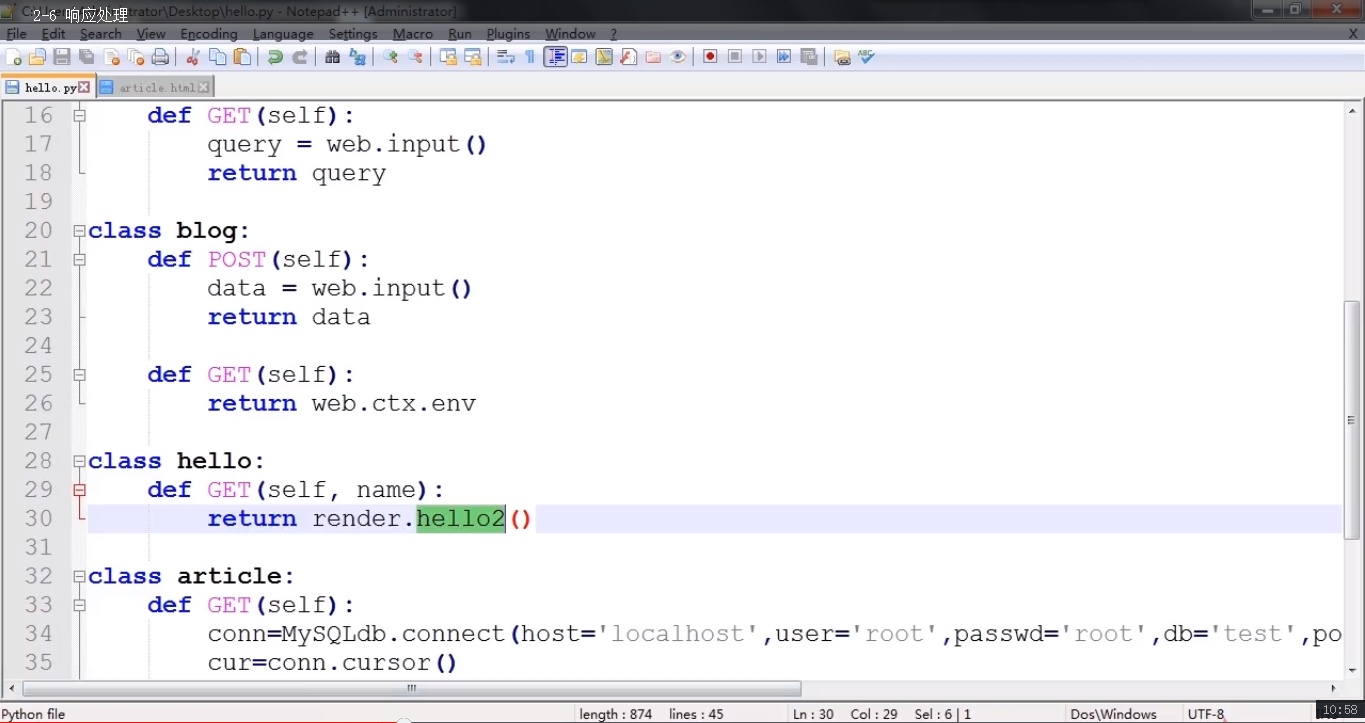 C:\Users\Administrator\Desktop\hello.py - Notepad++ [Administrator]
2-6 响应处理
File Edit Search View Encoding Language Settings Macro Run Plugins Window ? X
hello.py article.html
16 def GET(self):
17 query = web.input()
18 return query
19
20 class blog:
21 def POST(self):
22 data = web.input()
23 return data
24
25 def GET(self):
26 return web.ctx.env
27
28 class hello:
29 def GET(self, name):
30 return render.hello2()
31
32 class article:
33 def GET(self):
34 conn=MySQLdb.connect(host='localhost',user='root',passwd='root',db='test',po
35 cur=conn.cursor()
Python file length : 874 lines : 45 Ln : 30 Col : 29 Sel : 6 | 1 Dos\Windows UTF-8 10:58